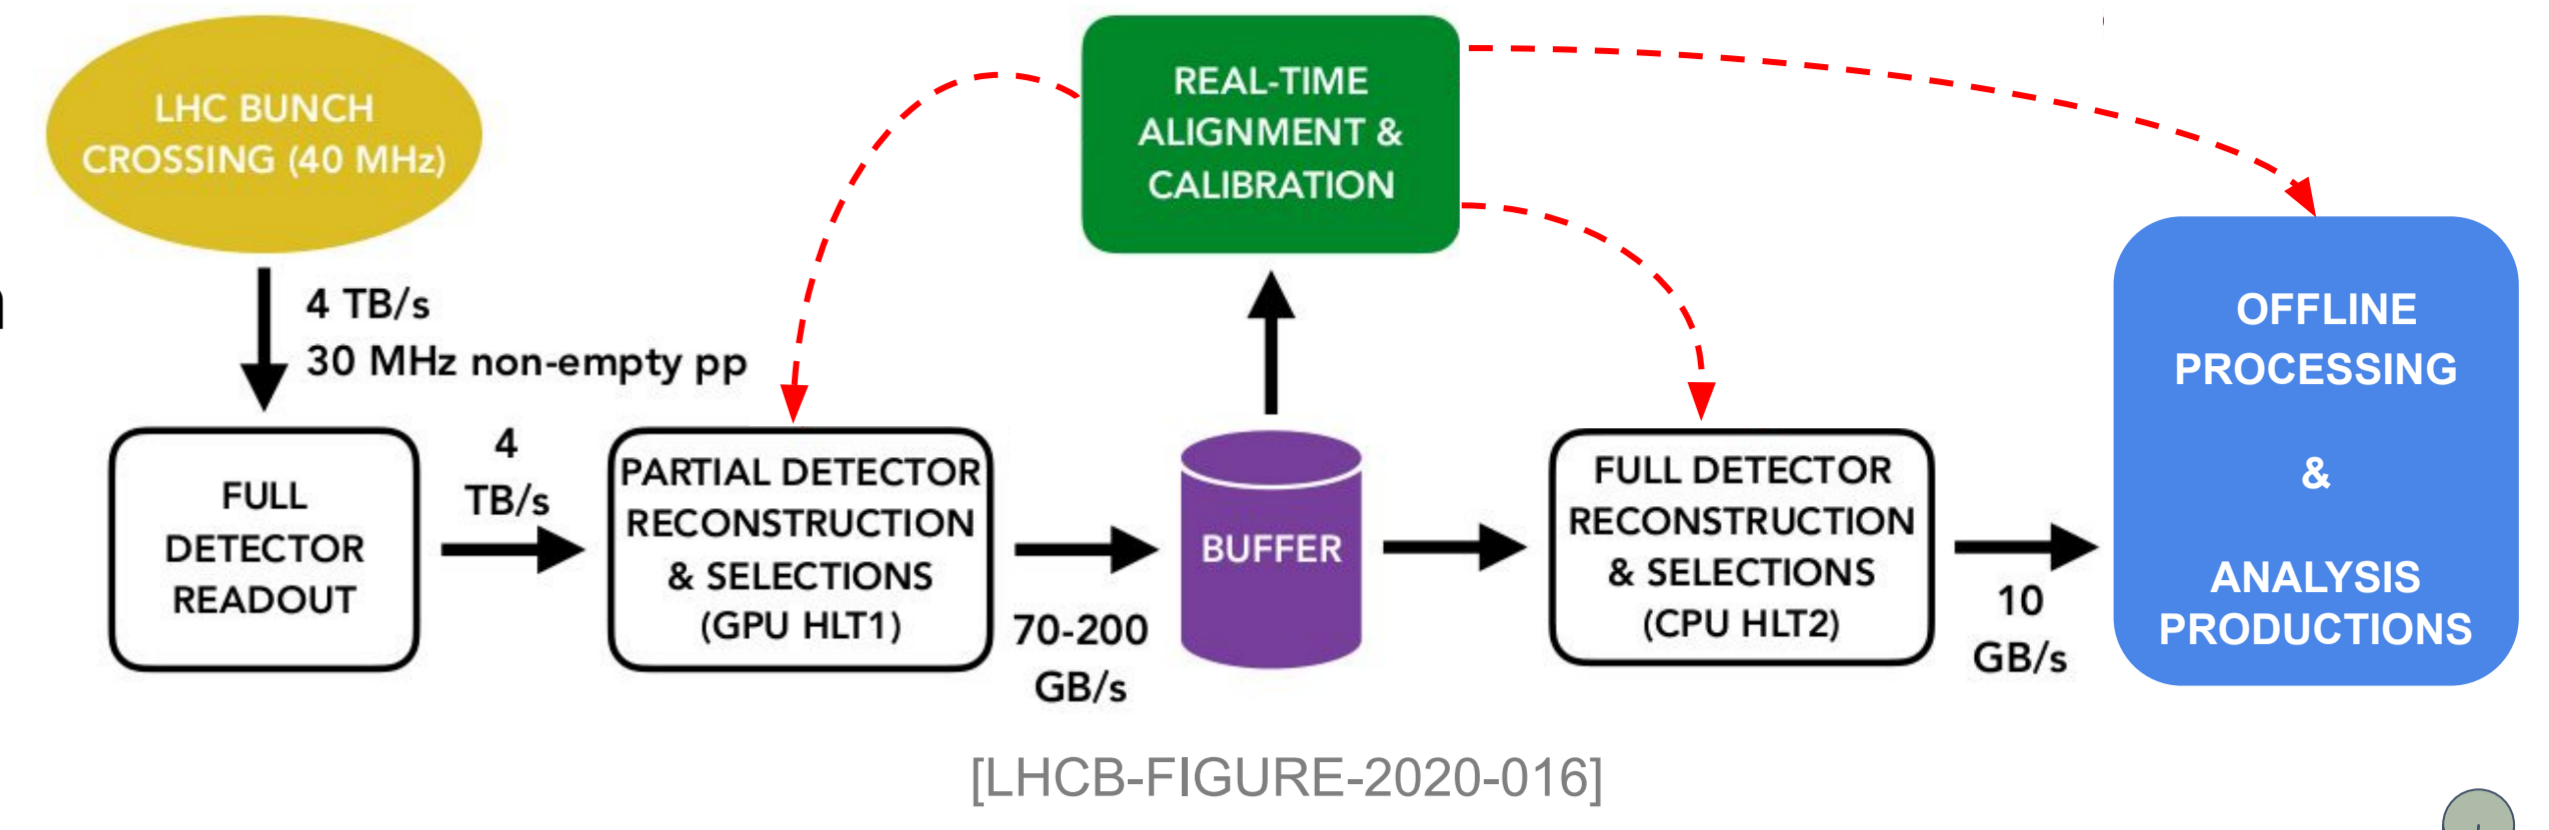 LHC BUNCH
CROSSING (40 MHz)
4 TB/s
30 MHz non-empty pp
REAL-TIME
ALIGNMENT &
CALIBRATION
FULL
DETECTOR
READOUT
4
TB/s
PARTIAL DETECTOR
RECONSTRUCTION
& SELECTIONS
(GPU HLT1)
70-200
GB/s
BUFFER
FULL DETECTOR
RECONSTRUCTION
& SELECTIONS
(CPU HLT2)
10
GB/s
OFFLINE
PROCESSING
&
ANALYSIS
PRODUCTIONS
[LHCB-FIGURE-2020-016]